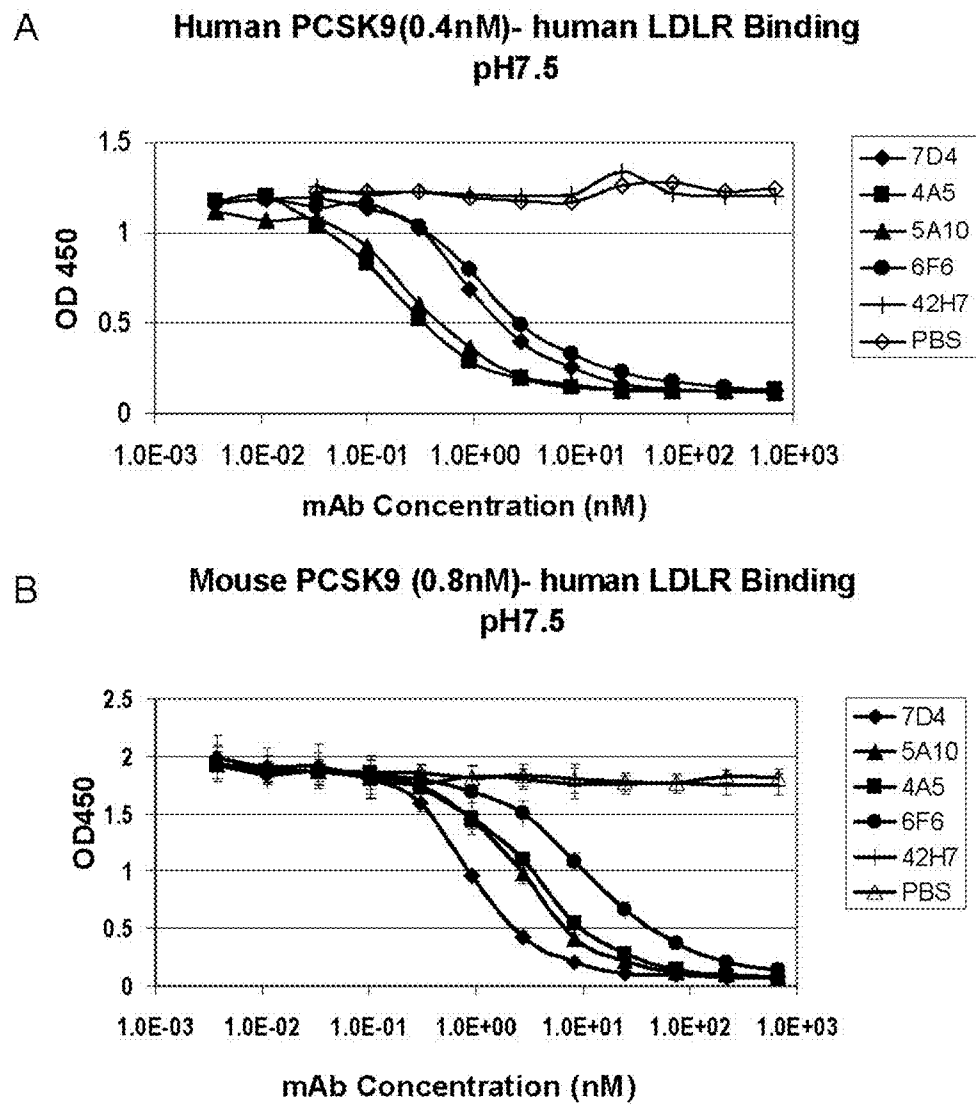 A
Human PCSK9(0.4nM)- human LDLR Binding
pH7.5
OD 450
1.5
1
0.5
0
1.0E-03 1.0E-02 1.0E-01 1.0E+00 1.0E+01 1.0E+02 1.0E+03
mAb Concentration (nM)
7D4
4A5
5A10
6F6
42H7
PBS
B
Mouse PCSK9 (0.8nM)- human LDLR Binding
pH7.5
OD450
2.5
2
1.5
1
0.5
0
1.0E-03 1.0E-02 1.0E-01 1.0E+00 1.0E+01 1.0E+02 1.0E+03
mAb Concentration (nM)
7D4
5A10
4A5
6F6
42H7
PBS